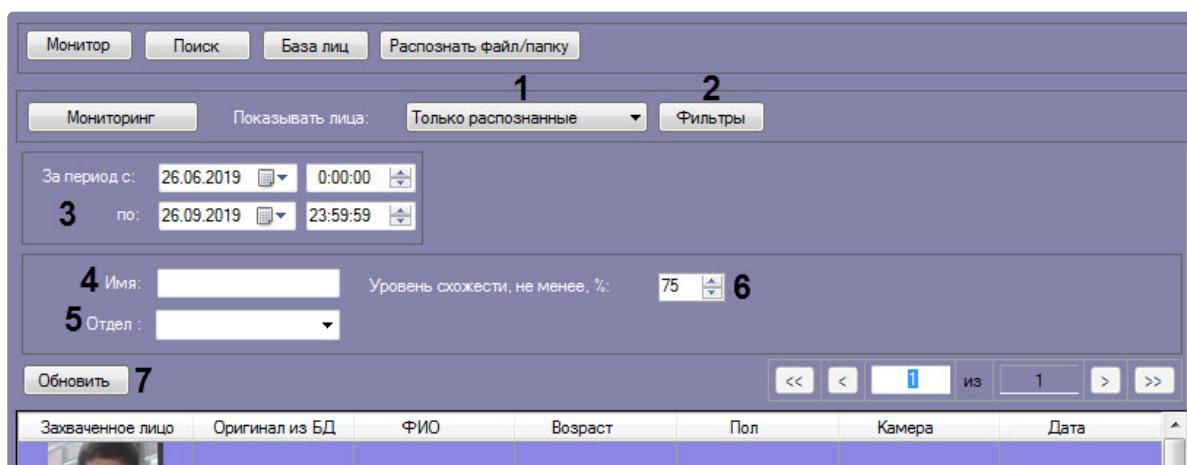 Монитор Поиск База лиц Распознать файл/папку
1 2
Мониторинг Показывать лица: Только распознанные Фильтры
За период с: 26.06.2019 0:00:00
3 по: 26.09.2019 23:59:59
4 Имя: Уровень схожести, не менее, %: 75 6
5 Отдел :
Обновить 7 << < 1 из 1 > >>
Захваченное лицо Оригинал из БД ФИО Возраст Пол Камера Дата